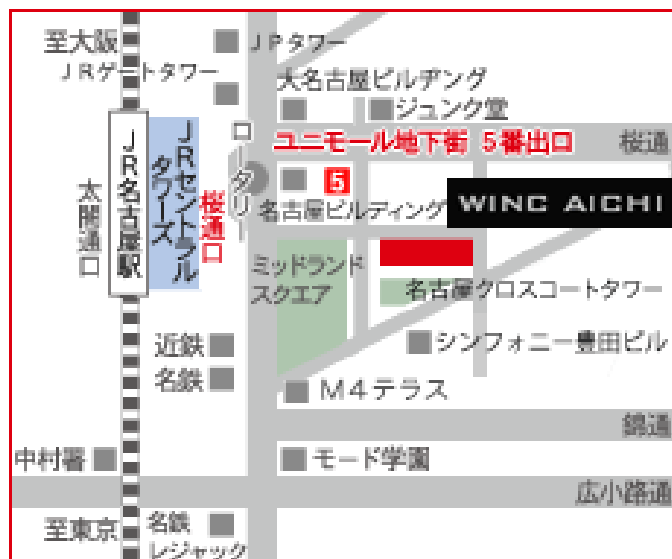 至大阪
JPタワー
JRゲートタワー
大名古屋ビルヂング
ジュンク堂
ユニモール地下街 5番出口
桜通
ロータリー
JRセントラル
タワーズ
JR名古屋駅
太閤通口
桜通口
5
名古屋ビルディング
WINC AICHI
ミッドランド
スクエア
名古屋クロスコートタワー
近鉄
シンフォニー豊田ビル
名鉄
M4テラス
錦通
中村署
モード学園
広小路通
至東京
名鉄
レジャック